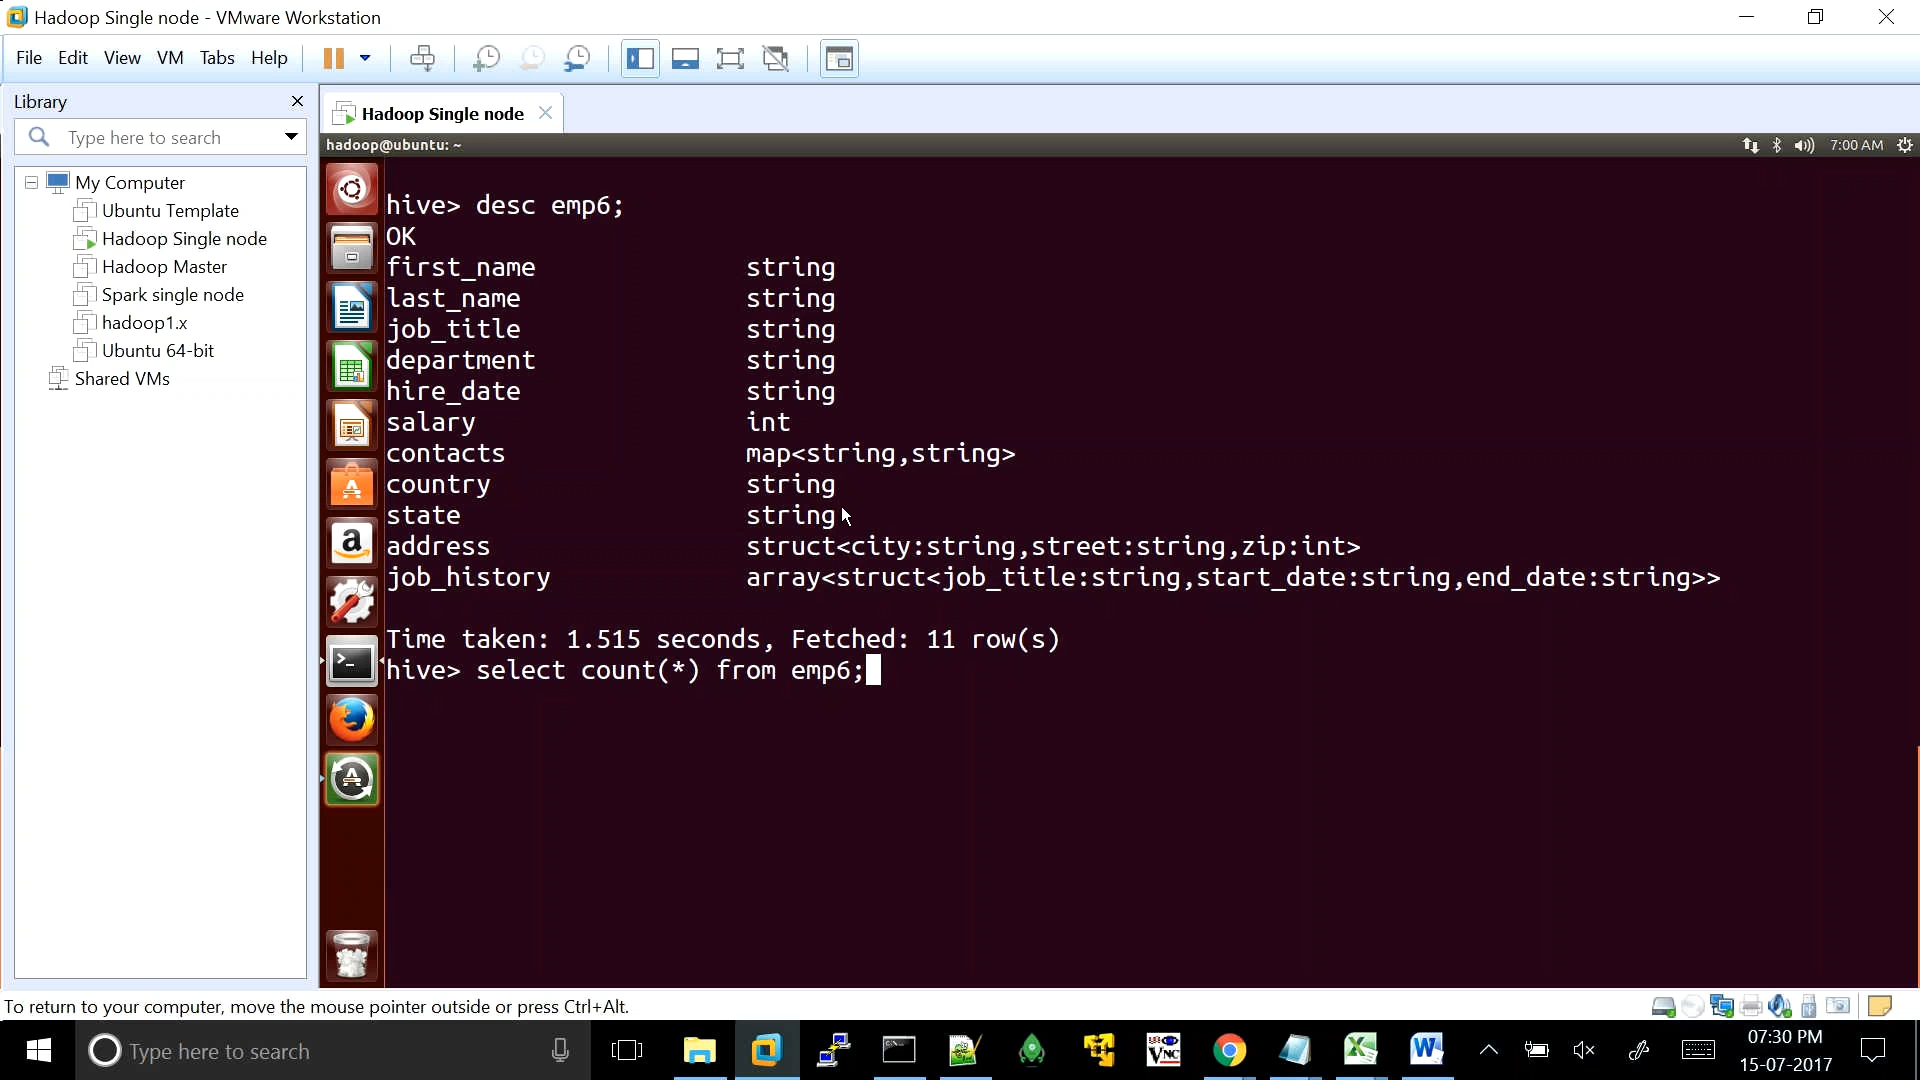 Hadoop Single node - VMware Workstation
File Edit View VM Tabs Help
Library
Type here to search
My Computer
Ubuntu Template
Hadoop Single node
Hadoop Master
Spark single node
hadoop1.x
Ubuntu 64-bit
Shared VMs
Hadoop Single node
hadoop@ubuntu: ~
7:00 AM
hive> desc emp6;
OK
first_name string
last_name string
job_title string
department string
hire_date string
salary int
contacts map<string,string>
country string
state string
address struct<city:string,street:string,zip:int>
job_history array<struct<job_title:string,start_date:string,end_date:string>>
Time taken: 1.515 seconds, Fetched: 11 row(s)
hive> select count(*) from emp6;
To return to your computer, move the mouse pointer outside or press Ctrl+Alt.
Type here to search
07:30 PM
15-07-2017